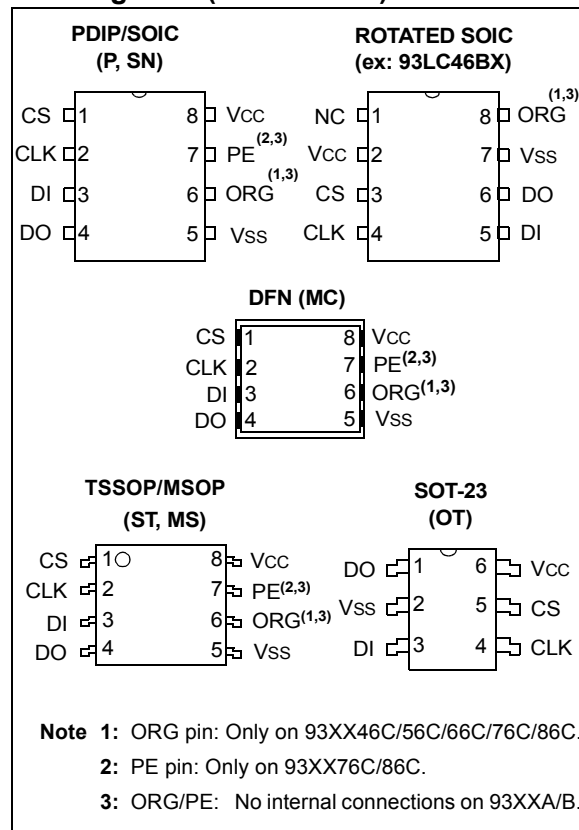 PDIP/SOIC
(P, SN)
CS 1 8 VCC
CLK 2 7 PE(2,3)
DI 3 6 ORG(1,3)
DO 4 5 VSS
ROTATED SOIC
(ex: 93LC46BX)
NC 1 8 ORG(1,3)
VCC 2 7 VSS
CS 3 6 DO
CLK 4 5 DI
DFN (MC)
CS 1 8 VCC
CLK 2 7 PE(2,3)
DI 3 6 ORG(1,3)
DO 4 5 VSS
TSSOP/MSOP
(ST, MS)
CS 1 8 VCC
CLK 2 7 PE(2,3)
DI 3 6 ORG(1,3)
DO 4 5 VSS
SOT-23
(OT)
DO 1 6 VCC
VSS 2 5 CS
DI 3 4 CLK
Note 1: ORG pin: Only on 93XX46C/56C/66C/76C/86C.
2: PE pin: Only on 93XX76C/86C.
3: ORG/PE: No internal connections on 93XXA/B.